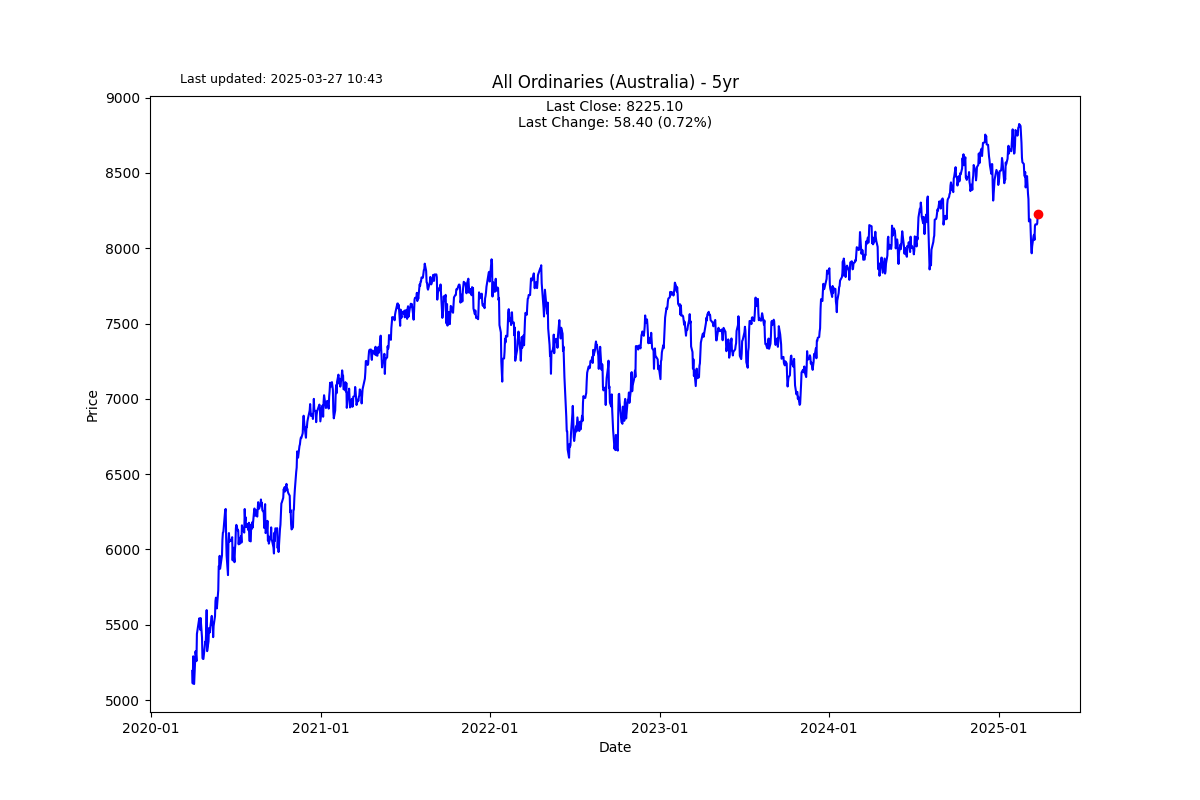 Last updated: 2025-03-27 10:43
All Ordinaries (Australia) - 5yr
Last Close: 8225.10
Last Change: 58.40 (0.72%)
9000
8500
8000
7500
7000
6500
6000
5500
5000
Price
2020-01 2021-01 2022-01 2023-01 2024-01 2025-01
Date